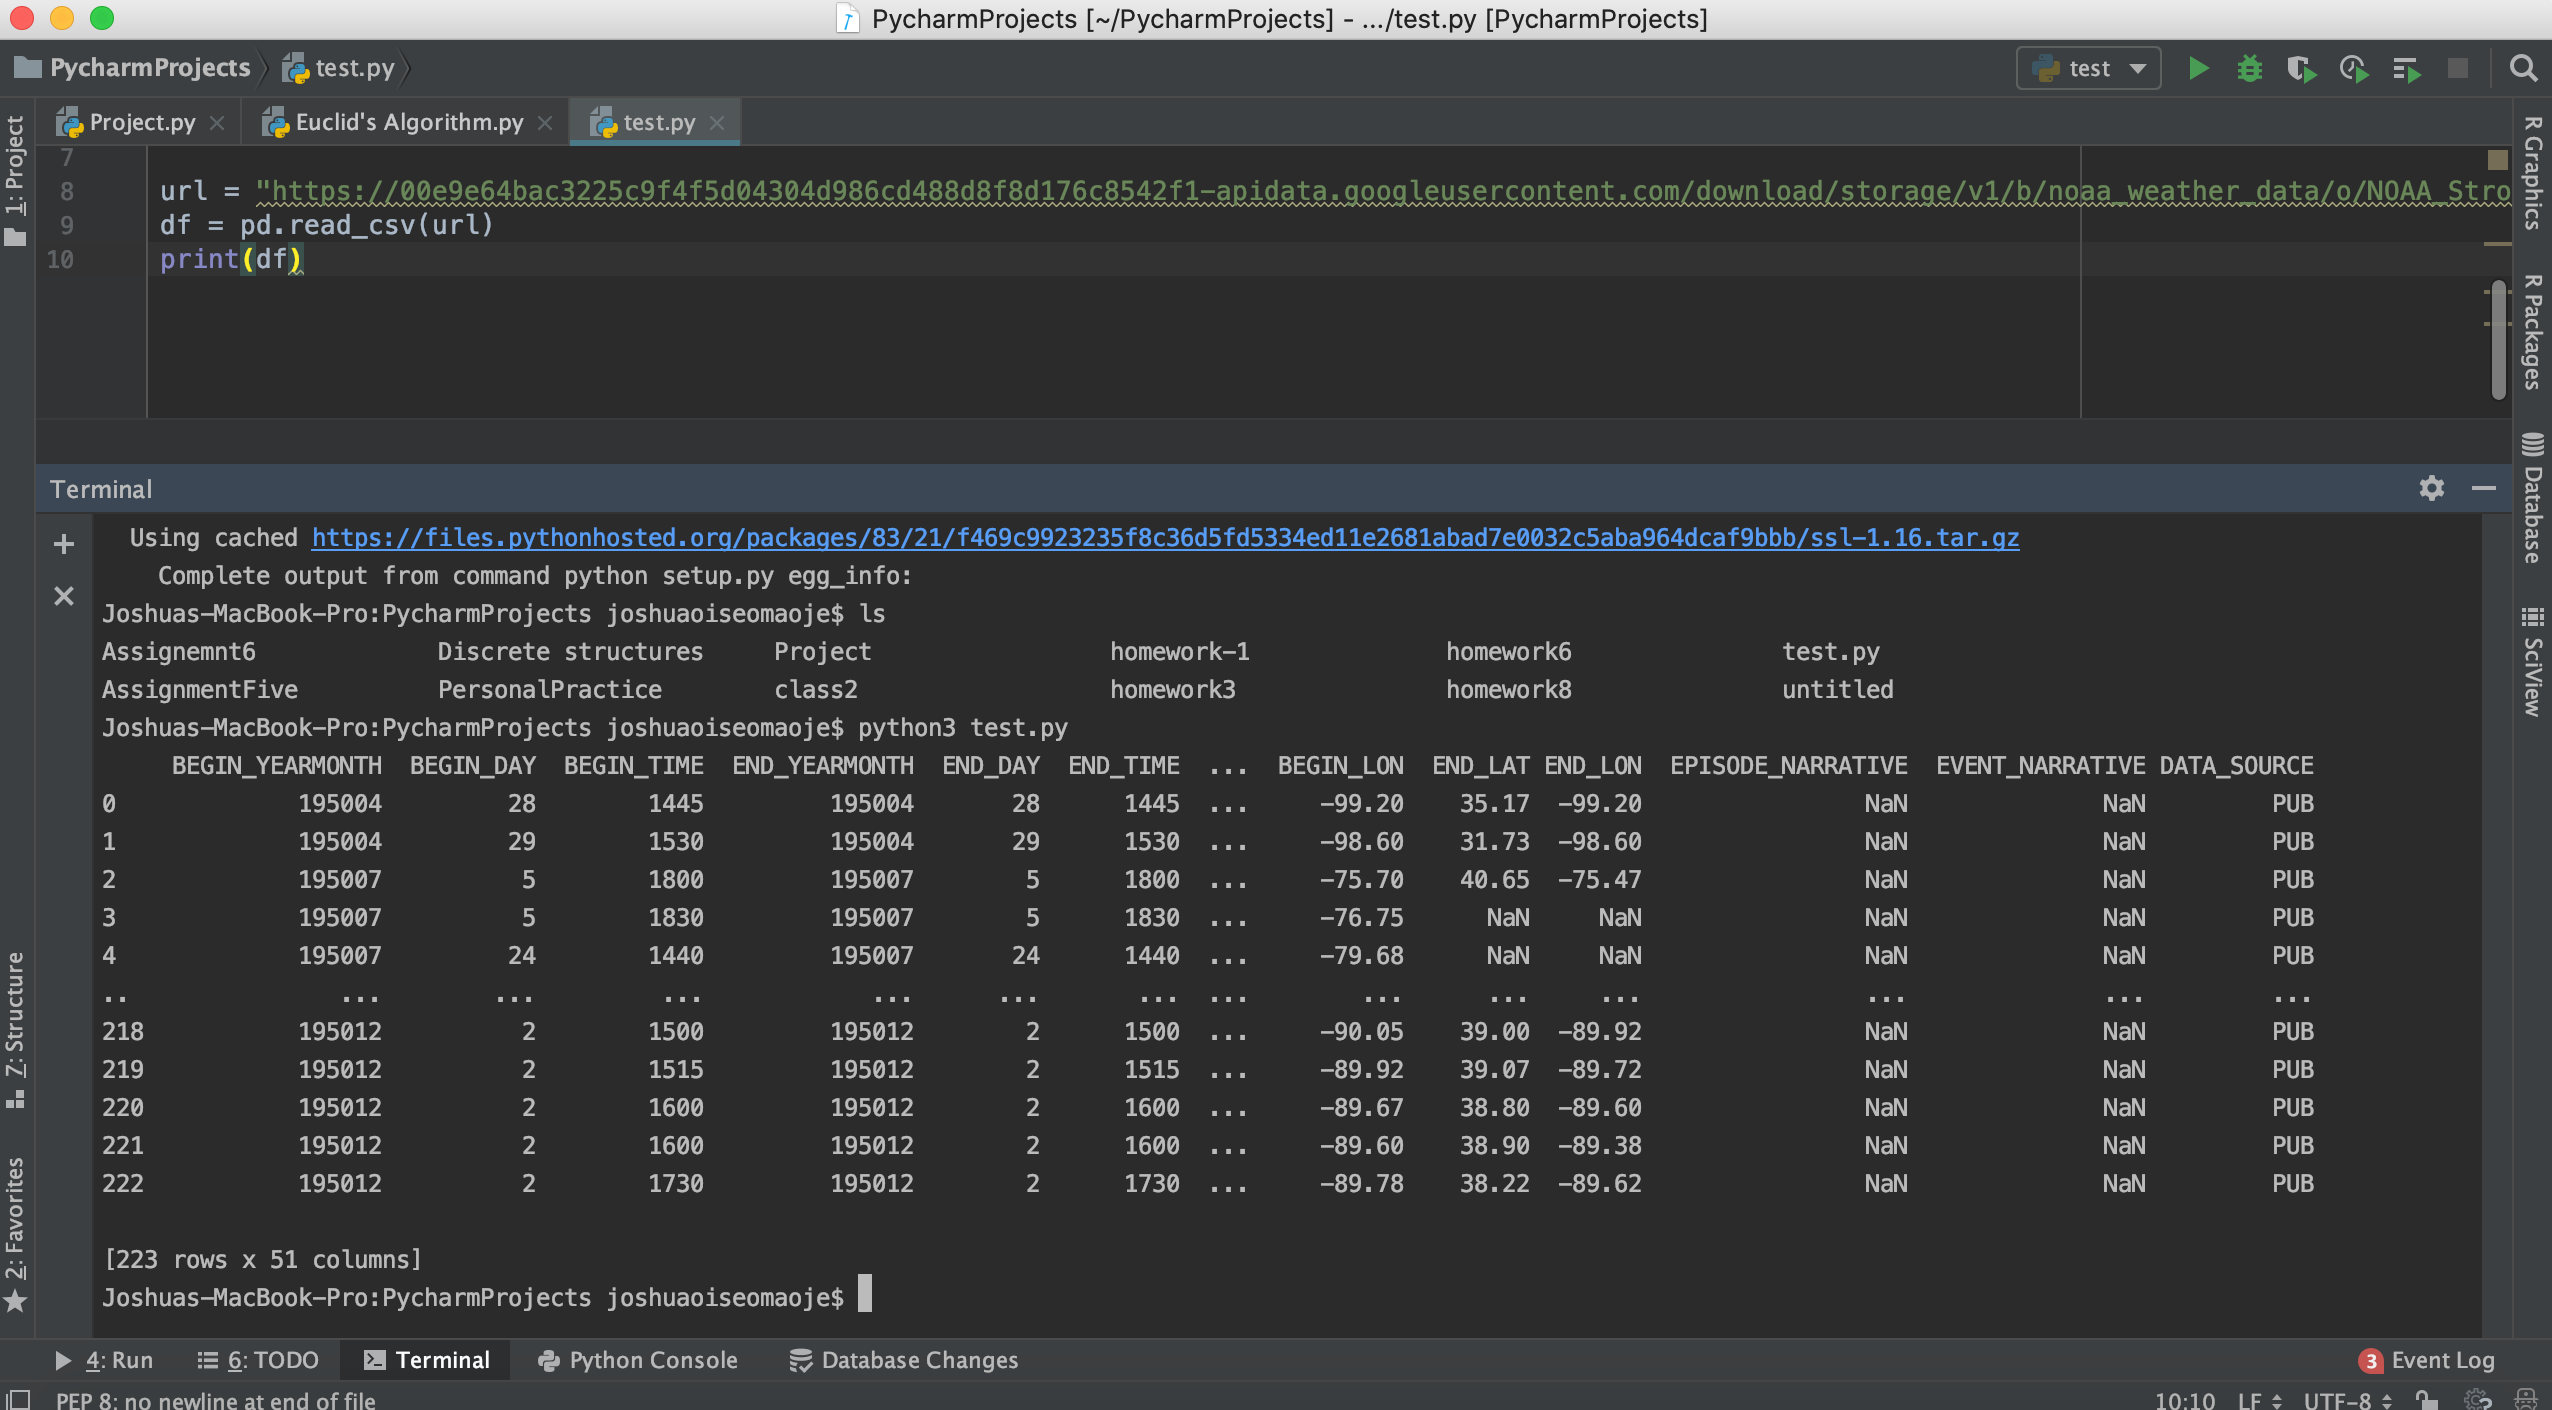 PycharmProjects [~/PycharmProjects] - .../test.py [PycharmProjects]
PycharmProjects test.py test
Project.py Euclid's Algorithm.py test.py
1: Project
7
8 url = "https://00e9e64bac3225c9f4f5d04304d986cd488d8f8d176c8542f1-apidata.googleusercontent.com/download/storage/v1/b/noaa_weather_data/o/NOAA_Stro
9 df = pd.read_csv(url)
10 print(df)
R Graphics
R Packages
Database
SciView
Terminal
Using cached https://files.pythonhosted.org/packages/83/21/f469c9923235f8c36d5fd5334ed11e2681abad7e0032c5aba964dcaf9bbb/ssl-1.16.tar.gz
Complete output from command python setup.py egg_info:
Joshuas-MacBook-Pro:PycharmProjects joshuaoiseomaoje$ ls
Assignemnt6 Discrete structures Project homework-1 homework6 test.py
AssignmentFive PersonalPractice class2 homework3 homework8 untitled
Joshuas-MacBook-Pro:PycharmProjects joshuaoiseomaoje$ python3 test.py
BEGIN_YEARMONTH BEGIN_DAY BEGIN_TIME END_YEARMONTH END_DAY END_TIME ... BEGIN_LON END_LAT END_LON EPISODE_NARRATIVE EVENT_NARRATIVE DATA_SOURCE
0 195004 28 1445 195004 28 1445 ... -99.20 35.17 -99.20 NaN NaN PUB
1 195004 29 1530 195004 29 1530 ... -98.60 31.73 -98.60 NaN NaN PUB
2 195007 5 1800 195007 5 1800 ... -75.70 40.65 -75.47 NaN NaN PUB
3 195007 5 1830 195007 5 1830 ... -76.75 NaN NaN NaN NaN PUB
4 195007 24 1440 195007 24 1440 ... -79.68 NaN NaN NaN NaN PUB
.. ... ... ... ... ... ... ... ... ... ... ... ... ...
218 195012 2 1500 195012 2 1500 ... -90.05 39.00 -89.92 NaN NaN PUB
219 195012 2 1515 195012 2 1515 ... -89.92 39.07 -89.72 NaN NaN PUB
220 195012 2 1600 195012 2 1600 ... -89.67 38.80 -89.60 NaN NaN PUB
221 195012 2 1600 195012 2 1600 ... -89.60 38.90 -89.38 NaN NaN PUB
222 195012 2 1730 195012 2 1730 ... -89.78 38.22 -89.62 NaN NaN PUB
[223 rows x 51 columns]
Joshuas-MacBook-Pro:PycharmProjects joshuaoiseomaoje$
7: Structure
2: Favorites
4: Run 6: TODO Terminal Python Console Database Changes 3 Event Log
PEP 8: no newline at end of file 10:10 LF UTF-8